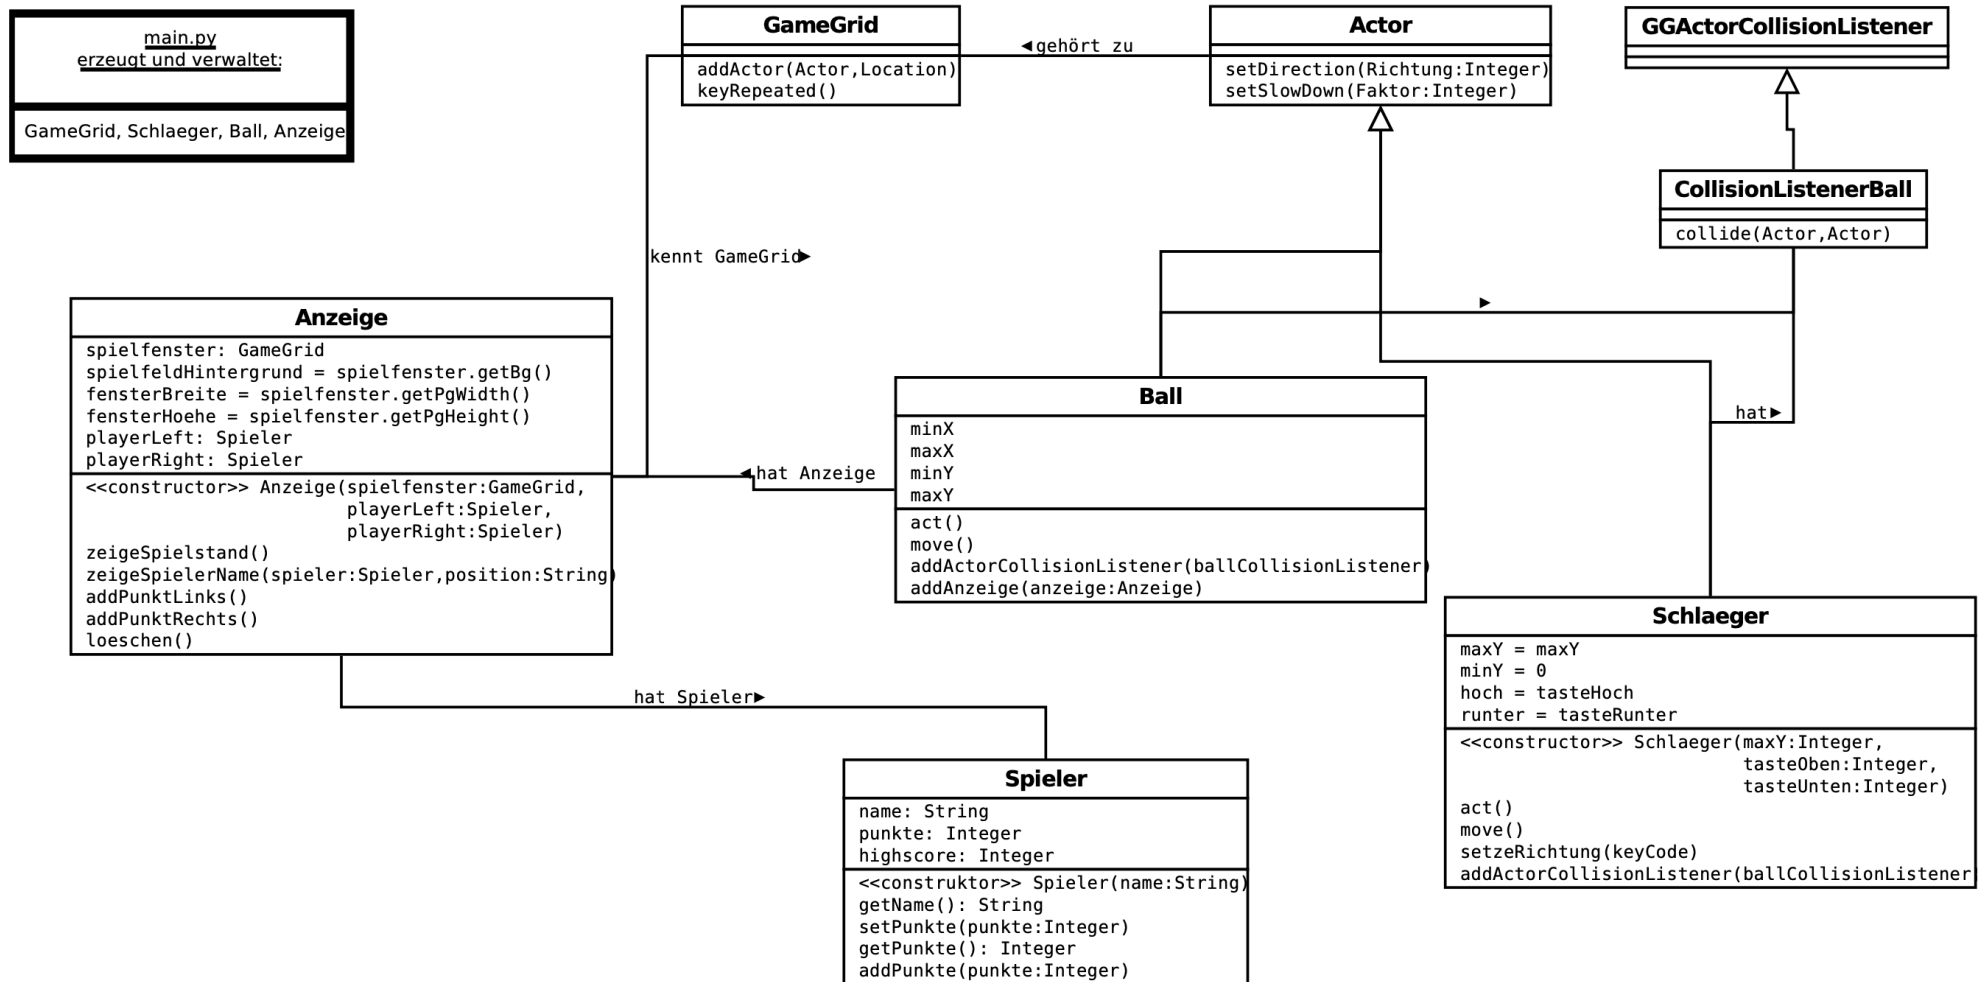 main.py
erzeugt und verwaltet:
GameGrid, Schlaeger, Ball, Anzeige
GameGrid
addActor(Actor,Location)
keyRepeated()
◄gehört zu
Actor
setDirection(Richtung:Integer)
setSlowDown(Faktor:Integer)
GGActorCollisionListener
CollisionListenerBall
collide(Actor,Actor)
kennt GameGrid►
►
Anzeige
spielfenster: GameGrid
spielfeldHintergrund = spielfenster.getBg()
fensterBreite = spielfenster.getPgWidth()
fensterHoehe = spielfenster.getPgHeight()
playerLeft: Spieler
playerRight: Spieler
<<constructor>> Anzeige(spielfenster:GameGrid,
playerLeft:Spieler,
playerRight:Spieler)
zeigeSpielstand()
zeigeSpielerName(spieler:Spieler,position:String)
addPunktLinks()
addPunktRechts()
loeschen()
◄hat Anzeige
Ball
minX
maxX
minY
maxY
act()
move()
addActorCollisionListener(ballCollisionListener)
addAnzeige(anzeige:Anzeige)
hat►
Schlaeger
maxY = maxY
minY = 0
hoch = tasteHoch
runter = tasteRunter
<<constructor>> Schlaeger(maxY:Integer,
tasteOben:Integer,
tasteUnten:Integer)
act()
move()
setzeRichtung(keyCode)
addActorCollisionListener(ballCollisionListener)
hat Spieler►
Spieler
name: String
punkte: Integer
highscore: Integer
<<construktor>> Spieler(name:String)
getName(): String
setPunkte(punkte:Integer)
getPunkte(): Integer
addPunkte(punkte:Integer)